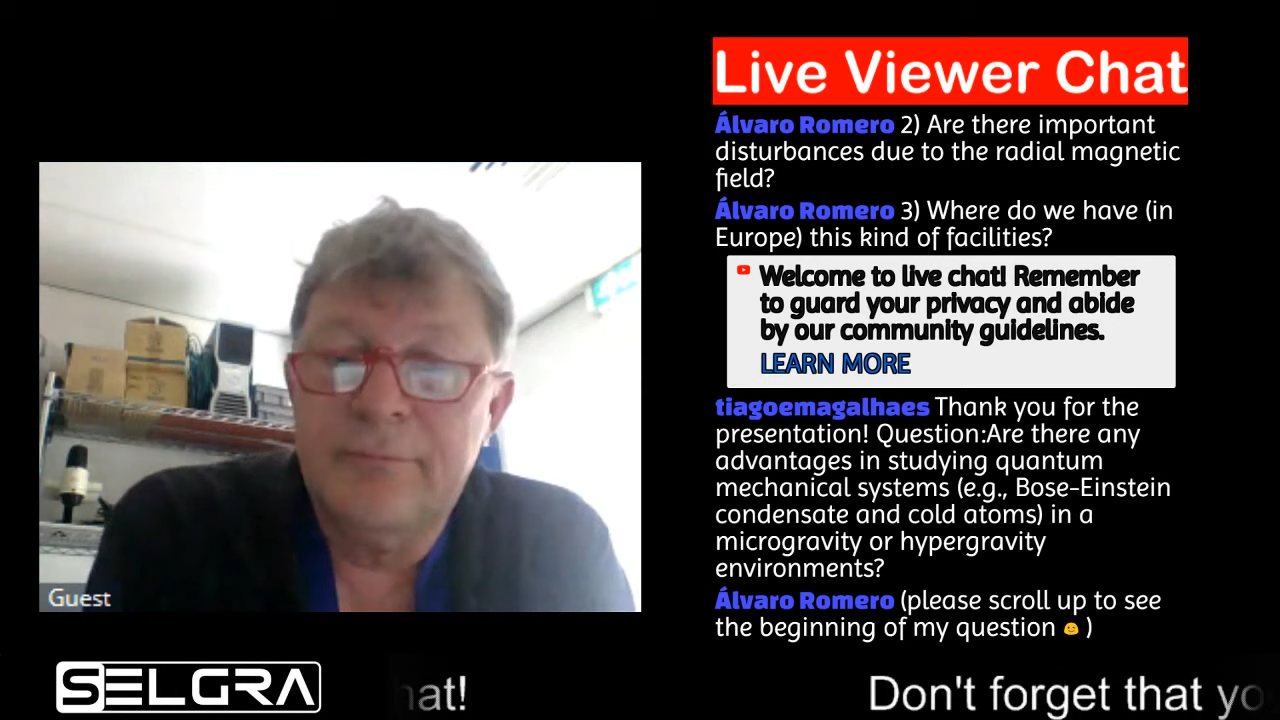 Live Viewer Chat
Álvaro Romero 2) Are there important
disturbances due to the radial magnetic
field?
Álvaro Romero 3) Where do we have (in
Europe) this kind of facilities?
Welcome to live chat! Remember
to guard your privacy and abide
by our community guidelines.
LEARN MORE
tiagoemagalhaes Thank you for the
presentation! Question:Are there any
advantages in studying quantum
mechanical systems (e.g., Bose-Einstein
condensate and cold atoms) in a
microgravity or hypergravity
environments?
Álvaro Romero (please scroll up to see
the beginning of my question 😊 )
Guest
SELGRA
hat! Don't forget that yo